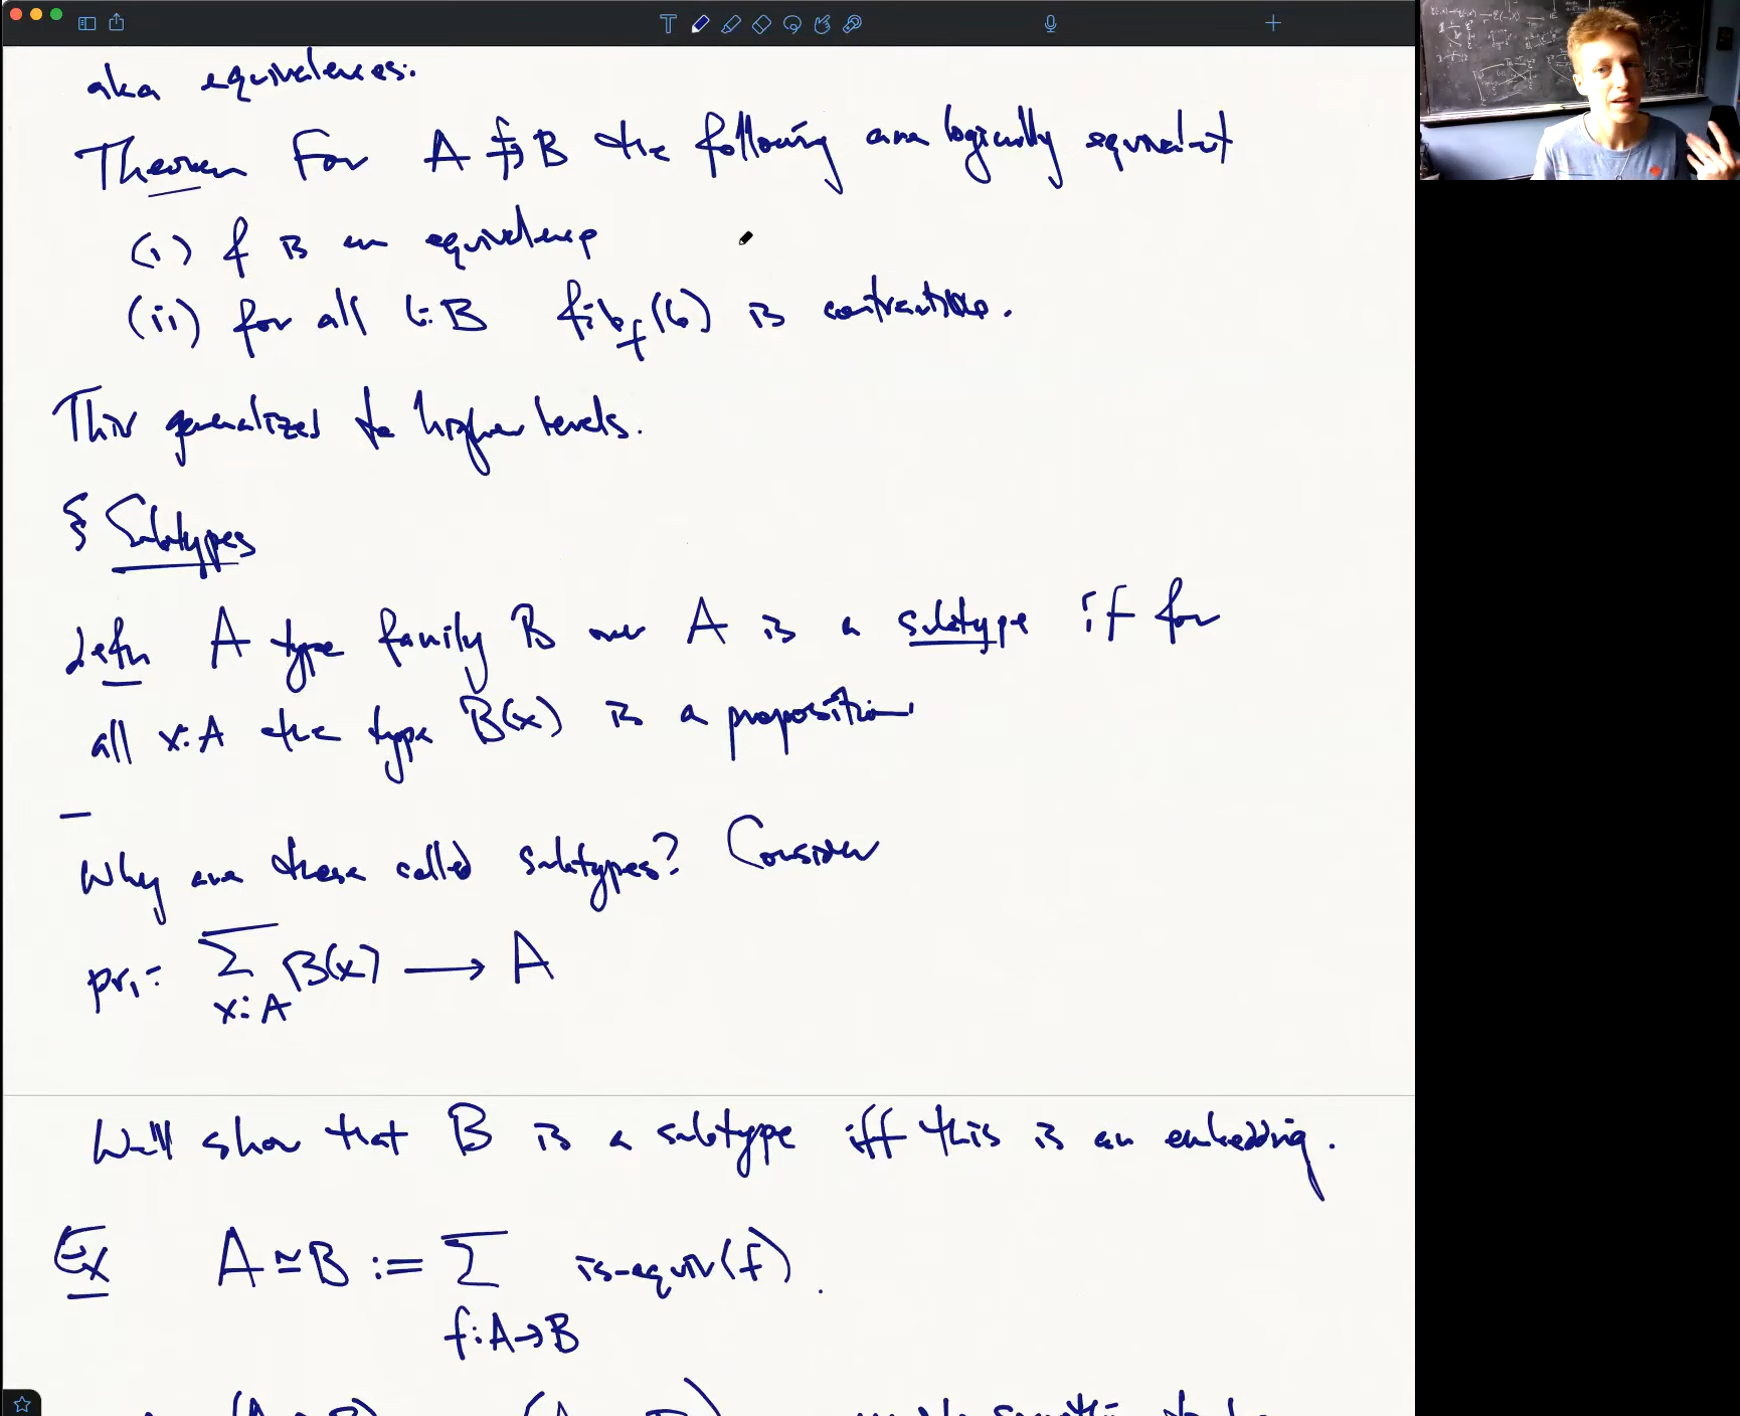 aka equivalences.
Theorem For A f→ B the following are logically equivalent
(i) f is an equivalence
(ii) for all b:B fib_f(b) is contractible.
This generalizes to higher levels.
§ Subtypes
Defn A type family B over A is a subtype if for
all x:A the type B(x) is a proposition
Why are these called subtypes? Consider
pr₁: Σ B(x) ⟶ A
x:A
We'll show that B is a subtype iff this is an embedding.
Ex A ≃ B := Σ is-equiv(f).
f:A→B